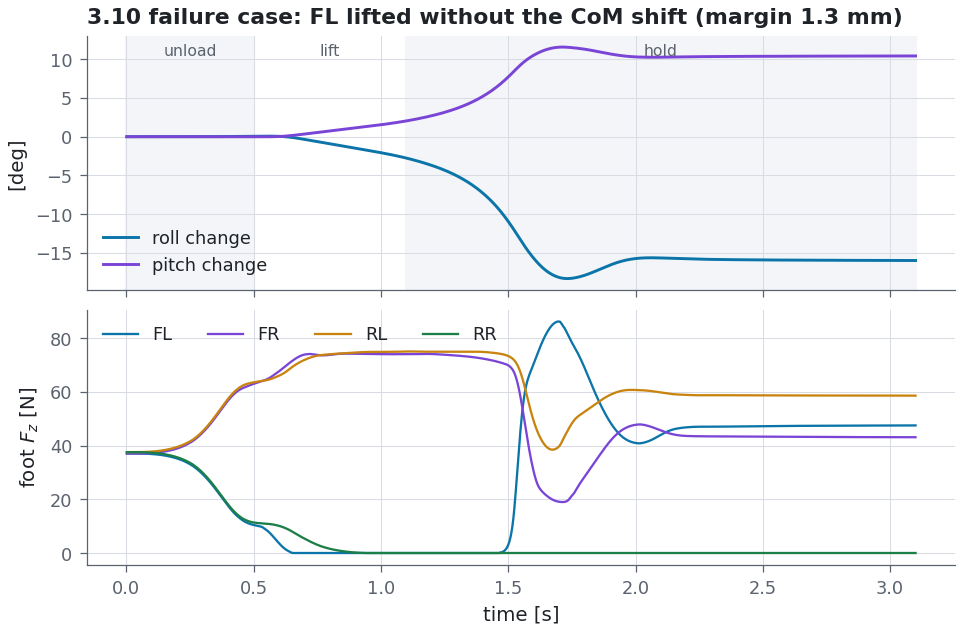 3.10 failure case: FL lifted without the CoM shift (margin 1.3 mm)
unload lift hold
10
5
0
−5
−10
−15
[deg]
roll change
pitch change
FL FR RL RR
80
60
40
20
0
foot Fz [N]
0.0 0.5 1.0 1.5 2.0 2.5 3.0
time [s]